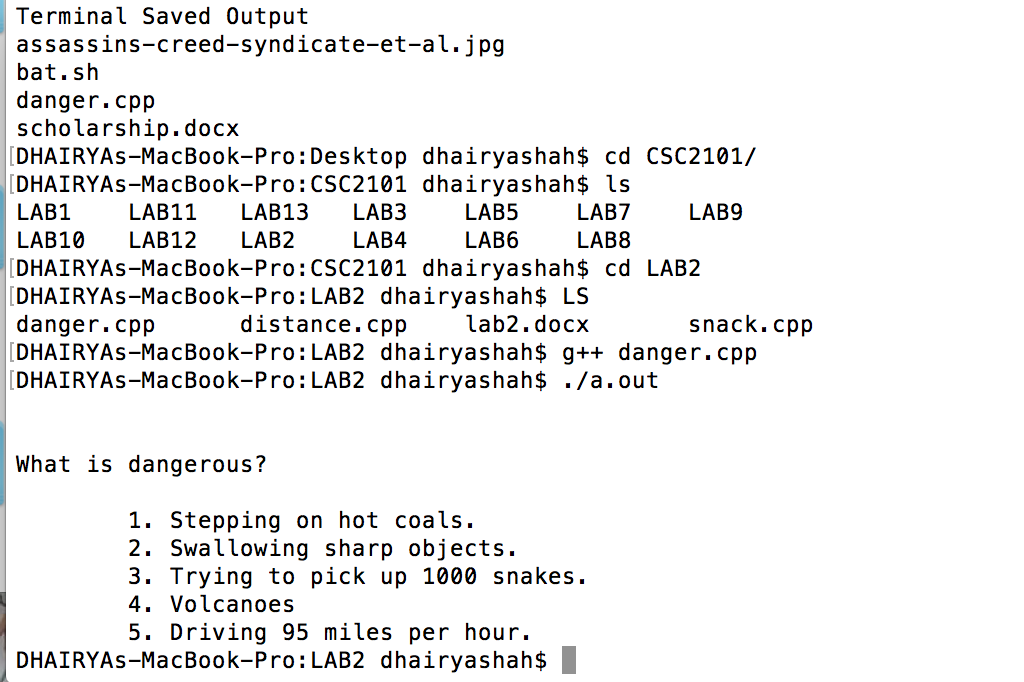 Terminal Saved Output
assassins-creed-syndicate-et-al.jpg
bat.sh
danger.cpp
scholarship.docx
[DHAIRYAs-MacBook-Pro:Desktop dhairyashah$ cd CSC2101/
[DHAIRYAs-MacBook-Pro:CSC2101 dhairyashah$ ls
LAB1    LAB11   LAB13   LAB3    LAB5    LAB7    LAB9
LAB10   LAB12   LAB2    LAB4    LAB6    LAB8
[DHAIRYAs-MacBook-Pro:CSC2101 dhairyashah$ cd LAB2
[DHAIRYAs-MacBook-Pro:LAB2 dhairyashah$ LS
danger.cpp      distance.cpp    lab2.docx       snack.cpp
[DHAIRYAs-MacBook-Pro:LAB2 dhairyashah$ g++ danger.cpp
[DHAIRYAs-MacBook-Pro:LAB2 dhairyashah$ ./a.out
What is dangerous?
1. Stepping on hot coals.
2. Swallowing sharp objects.
3. Trying to pick up 1000 snakes.
4. Volcanoes
5. Driving 95 miles per hour.
DHAIRYAs-MacBook-Pro:LAB2 dhairyashah$